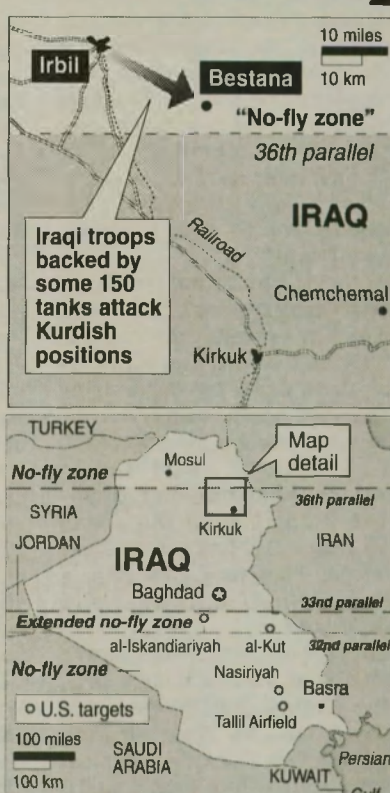 10 miles
10 km
Irbil
Bestana
"No-fly zone"
36th parallel
IRAQ
Iraqi troops
backed by
some 150
tanks attack
Kurdish
positions
Railroad
Chemchemal
Kirkuk
TURKEY
Map
detail
No-fly zone
Mosul
36th parallel
SYRIA
Kirkuk
IRAN
JORDAN
IRAQ
Baghdad
33nd parallel
Extended no-fly zone
al-Iskandiariyah
al-Kut
32nd parallel
No-fly zone
Nasiriyah
Basra
U.S. targets
Tallil Airfield
100 miles
100 km
SAUDI
ARABIA
KUWAIT
Persian
Gulf